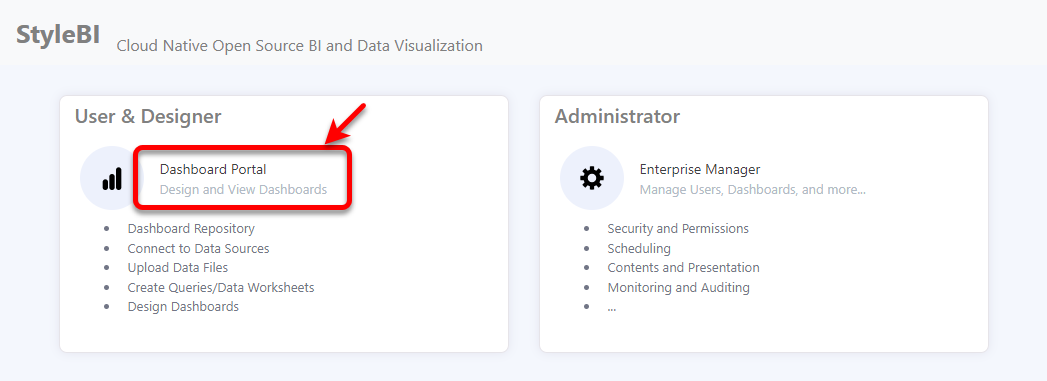 StyleBI
Cloud Native Open Source BI and Data Visualization
User & Designer
Dashboard Portal
Design and View Dashboards
• Dashboard Repository
• Connect to Data Sources
• Upload Data Files
• Create Queries/Data Worksheets
• Design Dashboards
Administrator
Enterprise Manager
Manage Users, Dashboards, and more...
• Security and Permissions
• Scheduling
• Contents and Presentation
• Monitoring and Auditing
• ...